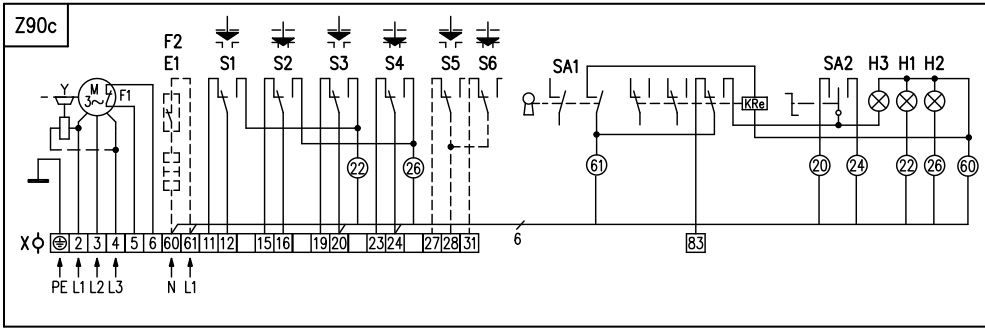 Z90c
F2
E1 S1 S2 S3 S4 S5 S6 SA1 SA2 H3 H1 H2
Y M 3~ F1
KRe
22 26 61 20 24 22 26 60
X 2 3 4 5 6 60 61 11 12 15 16 19 20 23 24 27 28 31 6 83
PE L1 L2 L3 N L1